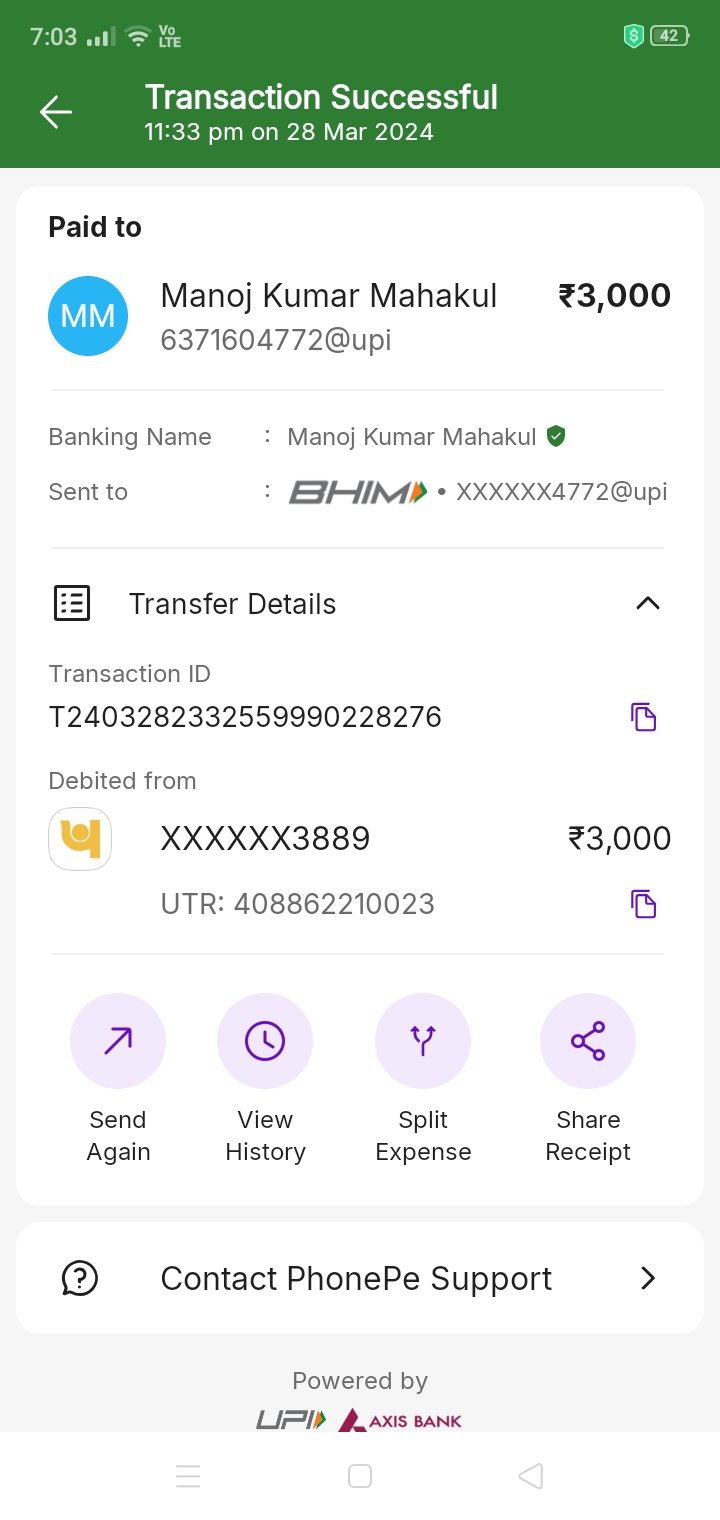 7:03 Vo LTE 42
Transaction Successful
11:33 pm on 28 Mar 2024
Paid to
MM Manoj Kumar Mahakul ₹3,000
6371604772@upi
Banking Name : Manoj Kumar Mahakul
Sent to : BHIM • XXXXXX4772@upi
Transfer Details
Transaction ID
T2403282332559990228276
Debited from
XXXXXX3889 ₹3,000
UTR: 408862210023
Send Again
View History
Split Expense
Share Receipt
Contact PhonePe Support
Powered by
UPI AXIS BANK